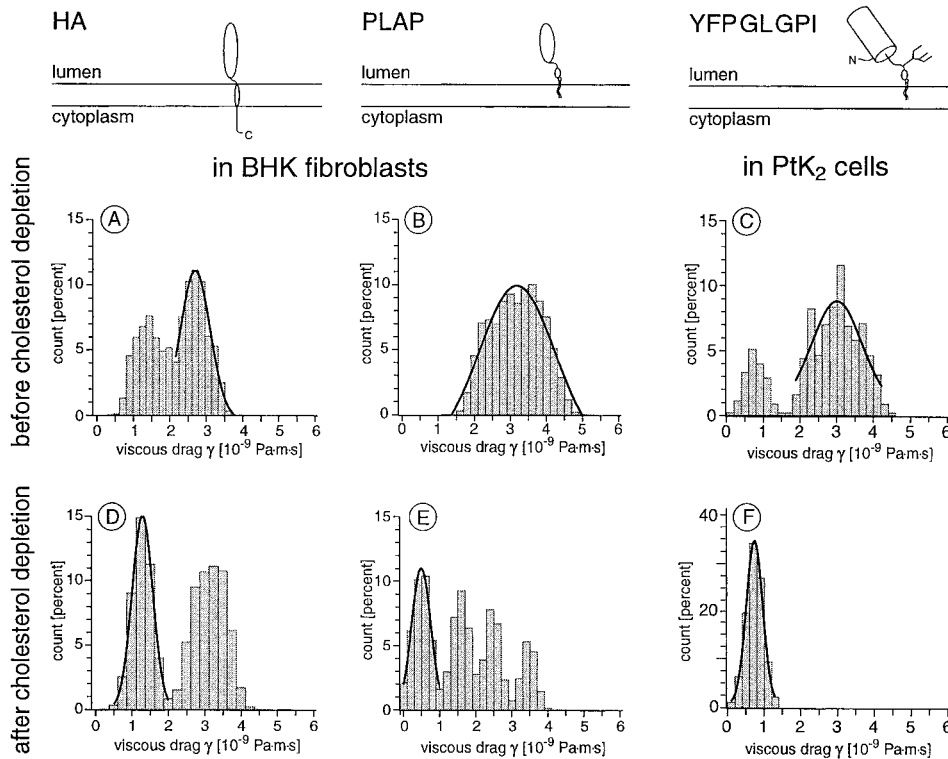 HA
PLAP
YFPGLGPI
lumen
cytoplasm
C
lumen
cytoplasm
N
lumen
cytoplasm
in BHK fibroblasts
in PtK2 cells
before cholesterol depletion
A
count [percent]
15
10
5
0
0 1 2 3 4 5 6
viscous drag γ [10-9 Pa·m·s]
B
count [percent]
15
10
5
0
0 1 2 3 4 5 6
viscous drag γ [10-9 Pa·m·s]
C
count [percent]
15
10
5
0
0 1 2 3 4 5 6
viscous drag γ [10-9 Pa·m·s]
after cholesterol depletion
D
count [percent]
15
10
5
0
0 1 2 3 4 5 6
viscous drag γ [10-9 Pa·m·s]
E
count [percent]
15
10
5
0
0 1 2 3 4 5 6
viscous drag γ [10-9 Pa·m·s]
F
count [percent]
40
20
0
0 1 2 3 4 5 6
viscous drag γ [10-9 Pa·m·s]